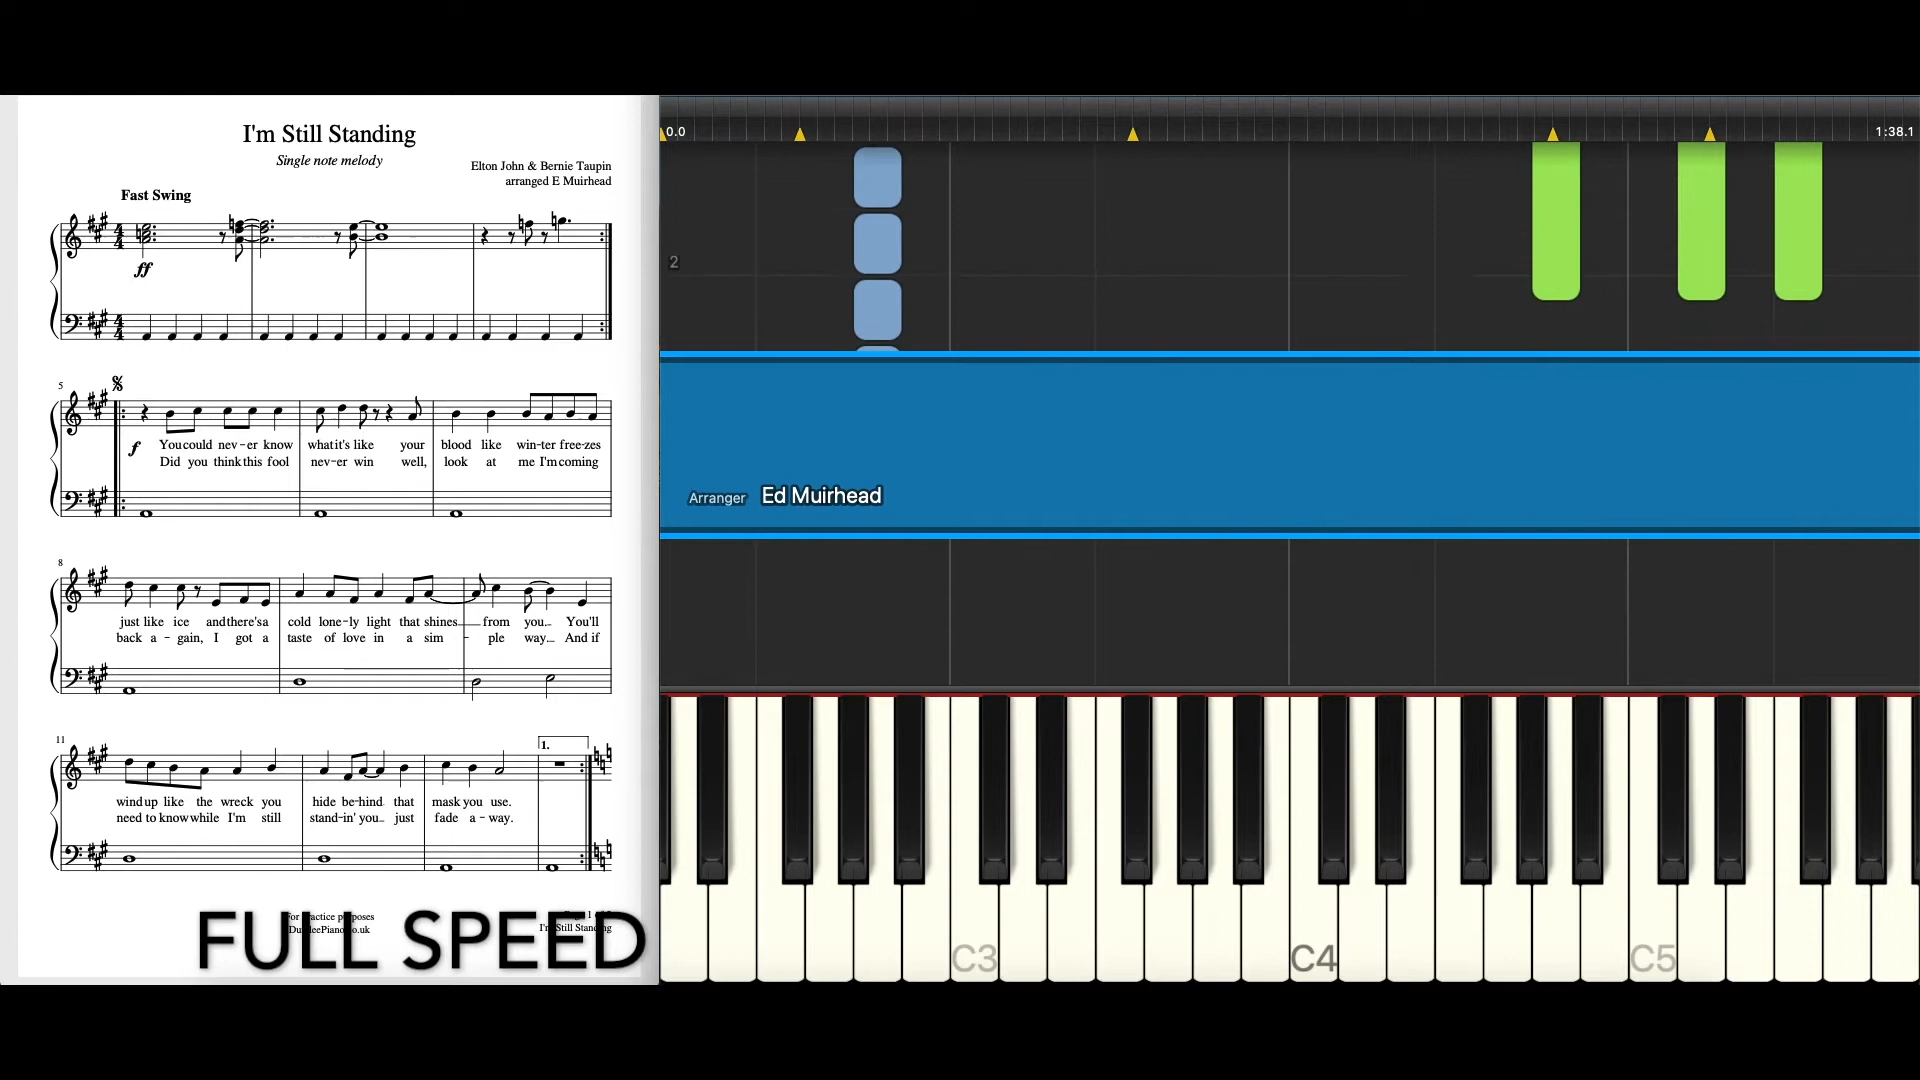 I'm Still Standing
Single note melody
Elton John & Bernie Taupin
arranged E Muirhead
Fast Swing
ff
5
f
You could nev-er know what it's like your blood like win-ter free-zes
Did you think this fool nev-er win well, look at me I'm coming
8
just like ice and there's a cold lone-ly light that shines from you. You'll
back a-gain, I got a taste of love in a sim-ple way. And if
11
1.
wind up like the wreck you hide be-hind that mask you use.
need to know while I'm still stand-in' you just fade a-way.
FULL SPEED
0.0
1:38.1
2
Arranger Ed Muirhead
C3
C4
C5